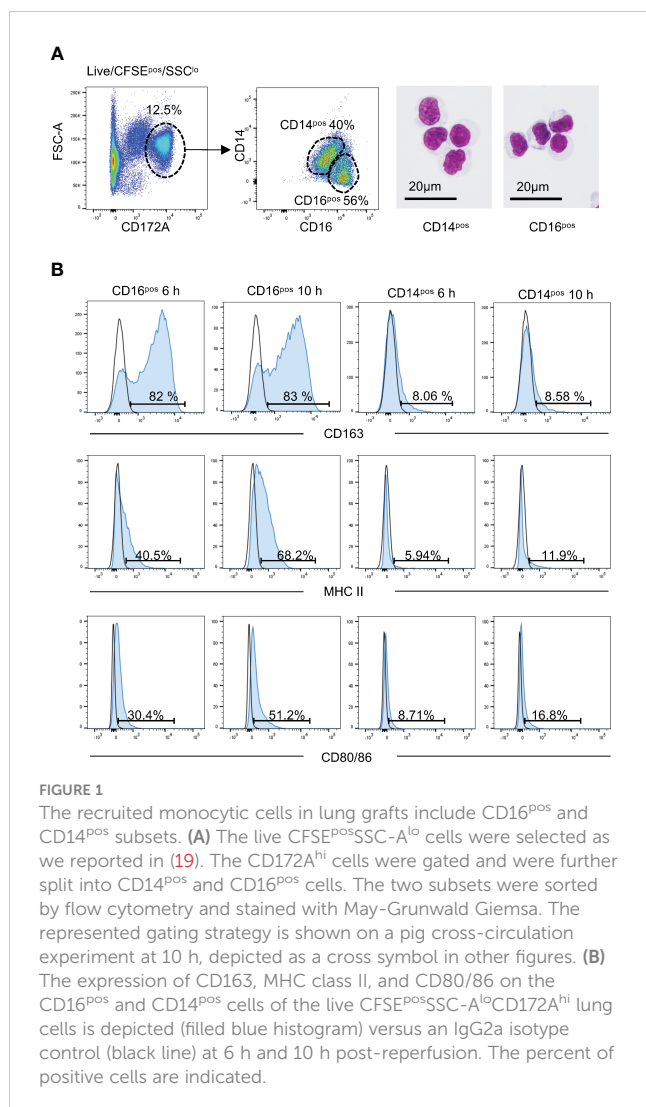 A
Live/CFSEᵖᵒˢ/SSCˡᵒ
12.5%
FSC-A
CD172A
CD14ᵖᵒˢ 40%
CD14
CD16ᵖᵒˢ 56%
CD16
20µm
20µm
CD14ᵖᵒˢ
CD16ᵖᵒˢ
B
CD16ᵖᵒˢ 6 h
CD16ᵖᵒˢ 10 h
CD14ᵖᵒˢ 6 h
CD14ᵖᵒˢ 10 h
82 %
83 %
8.06 %
8.58 %
CD163
40.5%
68.2%
5.94%
11.9%
MHC II
30.4%
51.2%
8.71%
16.8%
CD80/86
FIGURE 1
The recruited monocytic cells in lung grafts include CD16ᵖᵒˢ and
CD14ᵖᵒˢ subsets. (A) The live CFSEᵖᵒˢSSC-Aˡᵒ cells were selected as
we reported in (19). The CD172Aʰⁱ cells were gated and were further
split into CD14ᵖᵒˢ and CD16ᵖᵒˢ cells. The two subsets were sorted
by flow cytometry and stained with May-Grunwald Giemsa. The
represented gating strategy is shown on a pig cross-circulation
experiment at 10 h, depicted as a cross symbol in other figures. (B)
The expression of CD163, MHC class II, and CD80/86 on the
CD16ᵖᵒˢ and CD14ᵖᵒˢ cells of the live CFSEᵖᵒˢSSC-AˡᵒCD172Aʰⁱ lung
cells is depicted (filled blue histogram) versus an IgG2a isotype
control (black line) at 6 h and 10 h post-reperfusion. The percent of
positive cells are indicated.